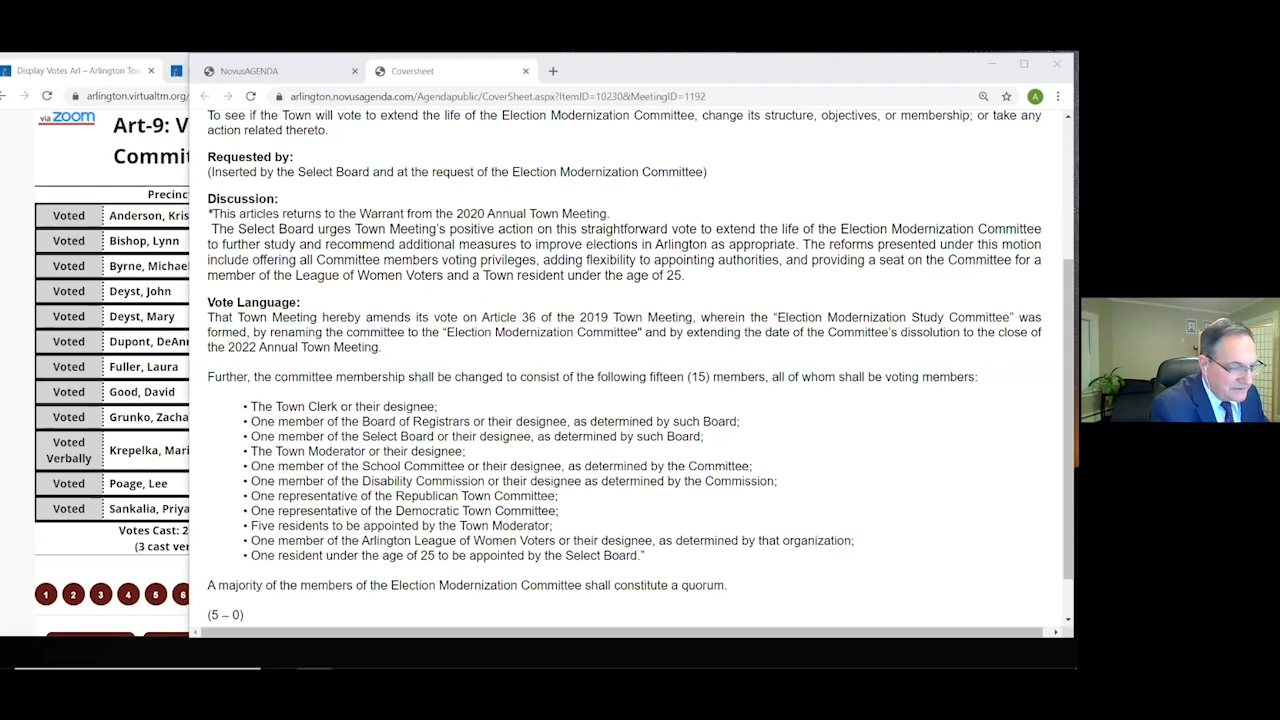 Display Votes Arl – Arlington Tow
NovusAGENDA
Coversheet
arlington.virtualtm.org/
arlington.novusagenda.com/Agendapublic/CoverSheet.aspx?ItemID=10230&MeetingID=1192
A
via zoom
Art-9: V
Commit
Precinc
Voted Anderson, Kris
Voted Bishop, Lynn
Voted Byrne, Michae
Voted Deyst, John
Voted Deyst, Mary
Voted Dupont, DeAnn
Voted Fuller, Laura
Voted Good, David
Voted Grunko, Zacha
Voted
Verbally Krepelka, Mari
Voted Poage, Lee
Voted Sankalia, Priya
Votes Cast: 2
(3 cast ver
1 2 3 4 5 6
To see if the Town will vote to extend the life of the Election Modernization Committee, change its structure, objectives, or membership; or take any
action related thereto.
Requested by:
(Inserted by the Select Board and at the request of the Election Modernization Committee)
Discussion:
*This articles returns to the Warrant from the 2020 Annual Town Meeting.
The Select Board urges Town Meeting's positive action on this straightforward vote to extend the life of the Election Modernization Committee
to further study and recommend additional measures to improve elections in Arlington as appropriate. The reforms presented under this motion
include offering all Committee members voting privileges, adding flexibility to appointing authorities, and providing a seat on the Committee for a
member of the League of Women Voters and a Town resident under the age of 25.
Vote Language:
That Town Meeting hereby amends its vote on Article 36 of the 2019 Town Meeting, wherein the “Election Modernization Study Committee” was
formed, by renaming the committee to the “Election Modernization Committee" and by extending the date of the Committee's dissolution to the close of
the 2022 Annual Town Meeting.
Further, the committee membership shall be changed to consist of the following fifteen (15) members, all of whom shall be voting members:
• The Town Clerk or their designee;
• One member of the Board of Registrars or their designee, as determined by such Board;
• One member of the Select Board or their designee, as determined by such Board;
• The Town Moderator or their designee;
• One member of the School Committee or their designee, as determined by the Committee;
• One member of the Disability Commission or their designee as determined by the Commission;
• One representative of the Republican Town Committee;
• One representative of the Democratic Town Committee;
• Five residents to be appointed by the Town Moderator;
• One member of the Arlington League of Women Voters or their designee, as determined by that organization;
• One resident under the age of 25 to be appointed by the Select Board.”
A majority of the members of the Election Modernization Committee shall constitute a quorum.
(5 – 0)